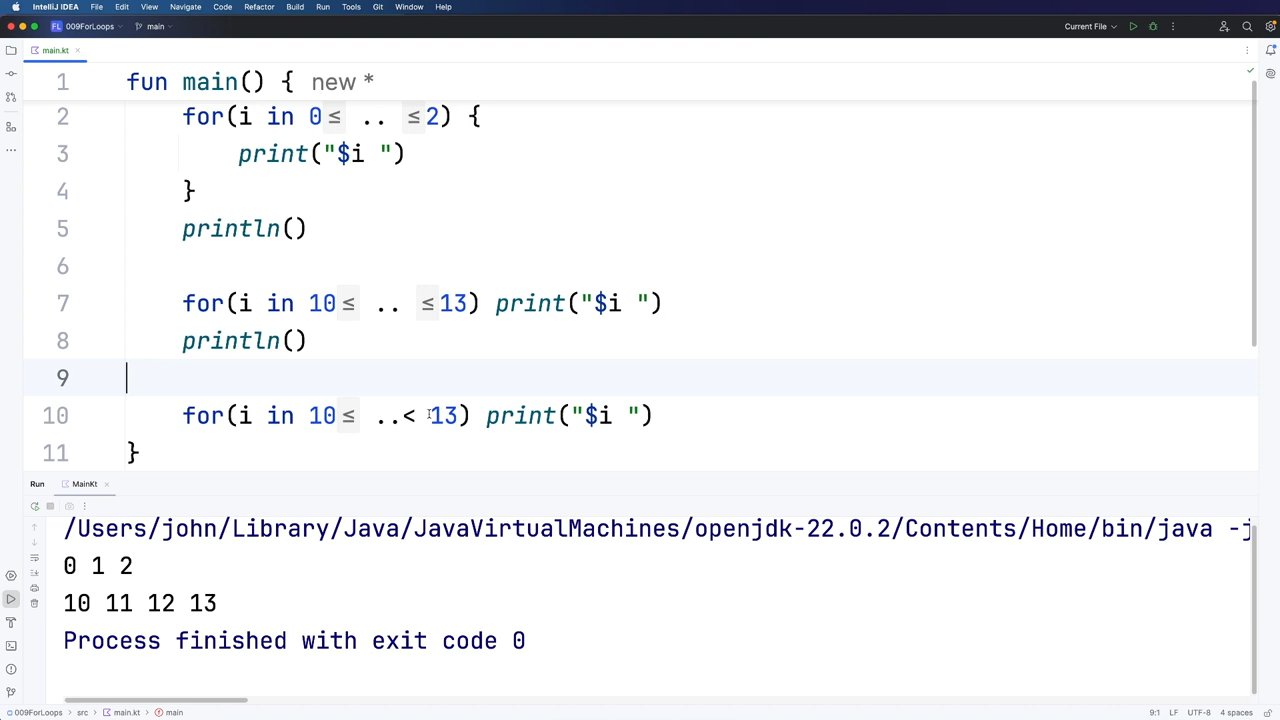 IntelliJ IDEA File Edit View Navigate Code Refactor Build Run Tools Git Window Help
FL 009ForLoops main Current File
main.kt
1 fun main() { new *
2 for(i in 0≤ .. ≤2) {
3 print("$i ")
4 }
5 println()
6
7 for(i in 10≤ .. ≤13) print("$i ")
8 println()
9
10 for(i in 10≤ ..< 13) print("$i ")
11 }
Run MainKt
/Users/john/Library/Java/JavaVirtualMachines/openjdk-22.0.2/Contents/Home/bin/java -j
0 1 2
10 11 12 13
Process finished with exit code 0
009ForLoops > src > main.kt > main 9:1 LF UTF-8 4 spaces